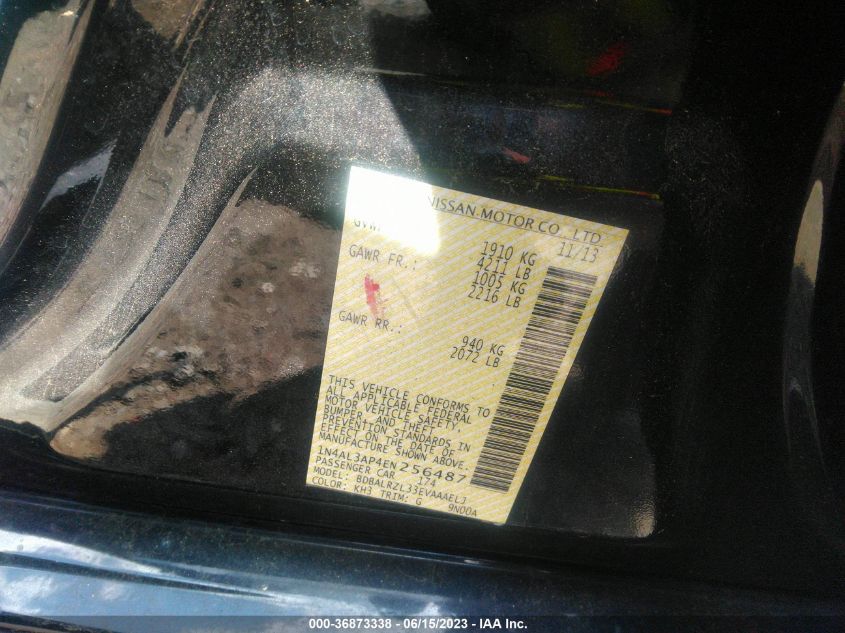 NISSAN MOTOR CO., LTD.
11/13
1910 KG
4211 LB
GAWR FR.: 1005 KG
2216 LB
GAWR RR.: 940 KG
2072 LB
THIS VEHICLE CONFORMS TO
ALL APPLICABLE FEDERAL
MOTOR VEHICLE SAFETY,
BUMPER, AND THEFT
PREVENTION STANDARDS IN
EFFECT ON THE DATE OF
MANUFACTURE SHOWN ABOVE.
1N4AL3AP4EN256487
PASSENGER CAR 174
MODEL: BDBALRZL33EVAAAELJ
COLOR: KH3 TRIM: G 9N00A
000-36873338 - 06/15/2023 - IAA Inc.